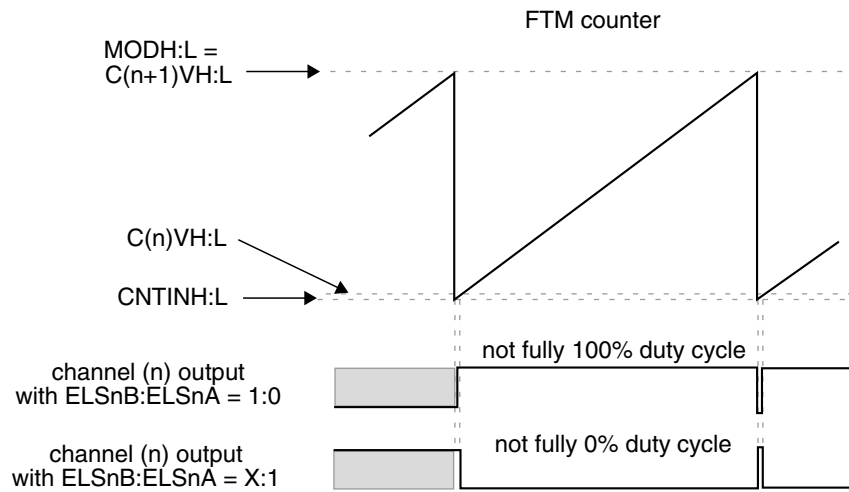 FTM counter
MODH:L =
C(n+1)VH:L
C(n)VH:L
CNTINH:L
not fully 100% duty cycle
channel (n) output
with ELSnB:ELSnA = 1:0
not fully 0% duty cycle
channel (n) output
with ELSnB:ELSnA = X:1